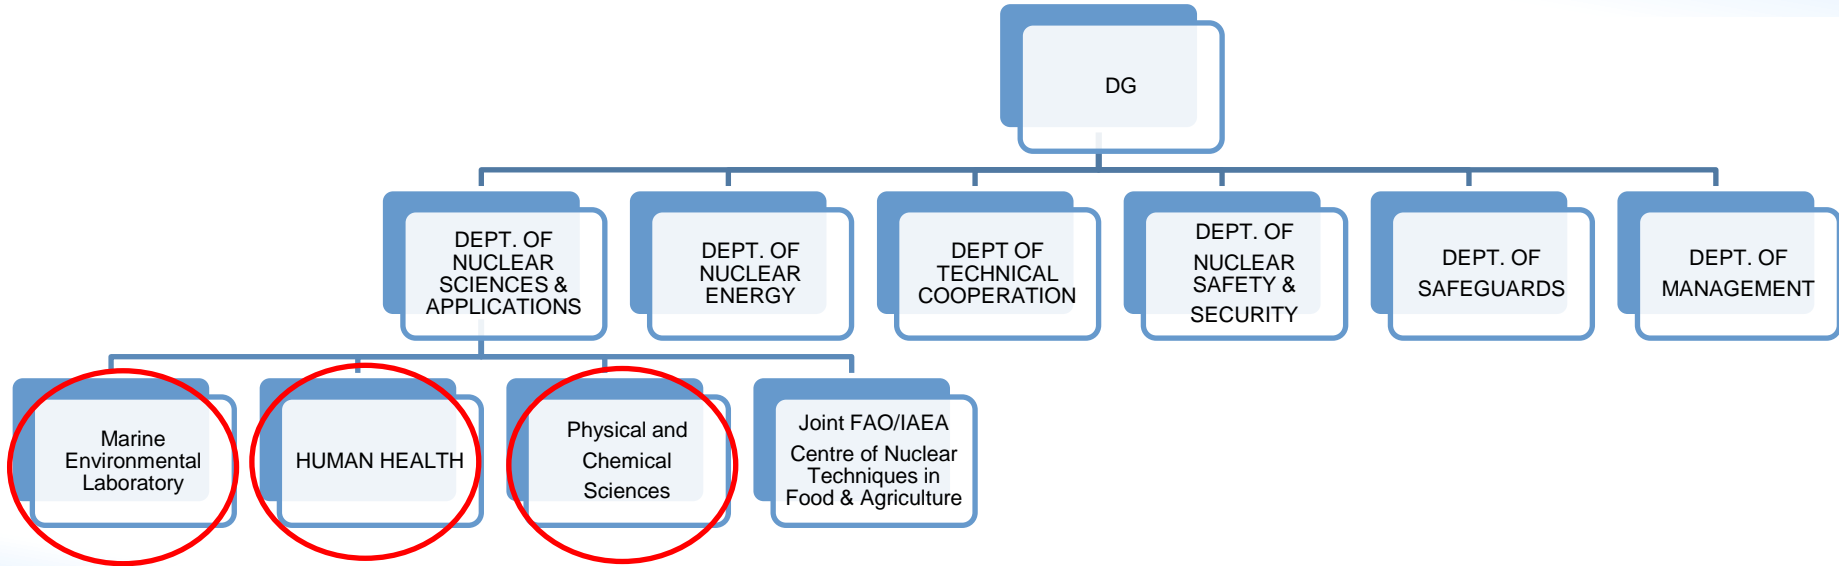 DG
DEPT. OF
NUCLEAR
SCIENCES &
APPLICATIONS
DEPT. OF
NUCLEAR
ENERGY
DEPT OF
TECHNICAL
COOPERATION
DEPT. OF
NUCLEAR
SAFETY &
SECURITY
DEPT. OF
SAFEGUARDS
DEPT. OF
MANAGEMENT
Marine
Environmental
Laboratory
HUMAN HEALTH
Physical and
Chemical
Sciences
Joint FAO/IAEA
Centre of Nuclear
Techniques in
Food & Agriculture